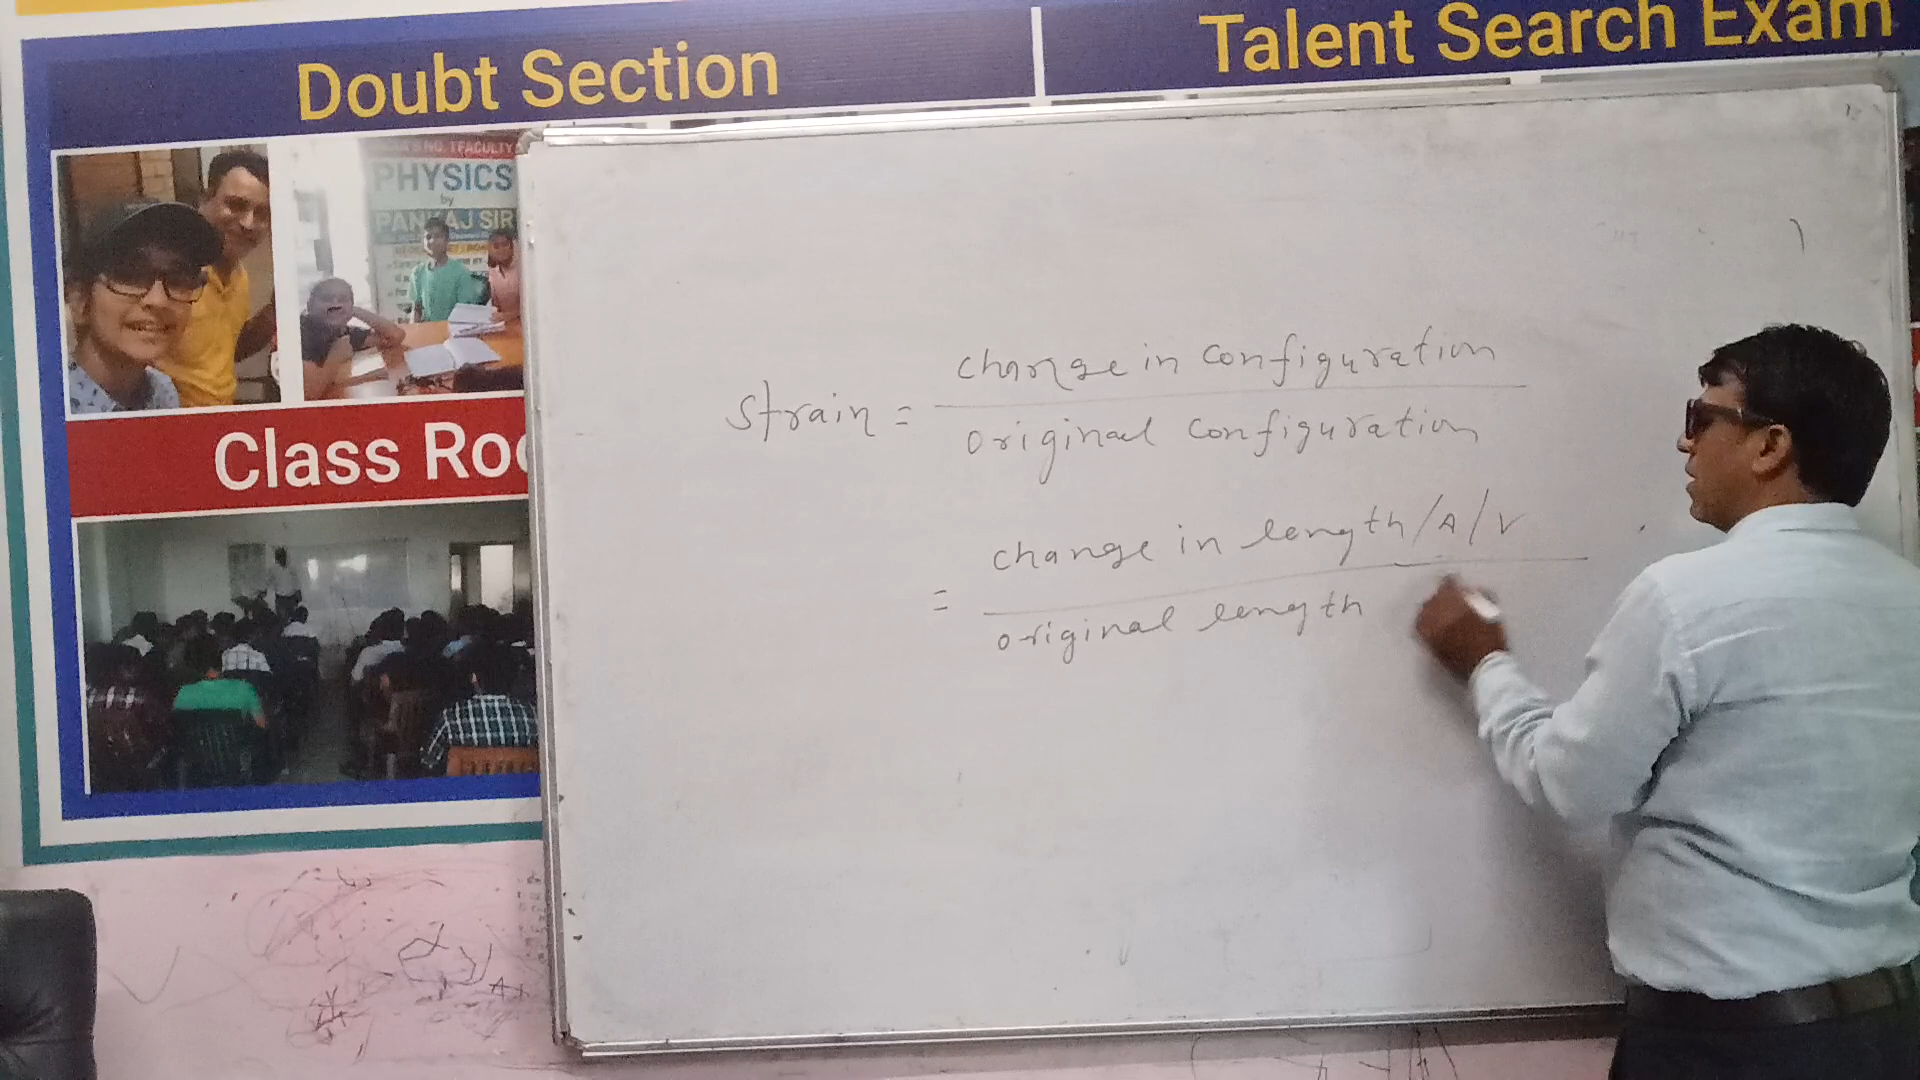 Doubt Section
Talent Search Exam
PHYSICS
by
PANKAJ SIR
Class Roo
change in configuration
Strain =
original configuration
change in length/A/V
=
original length